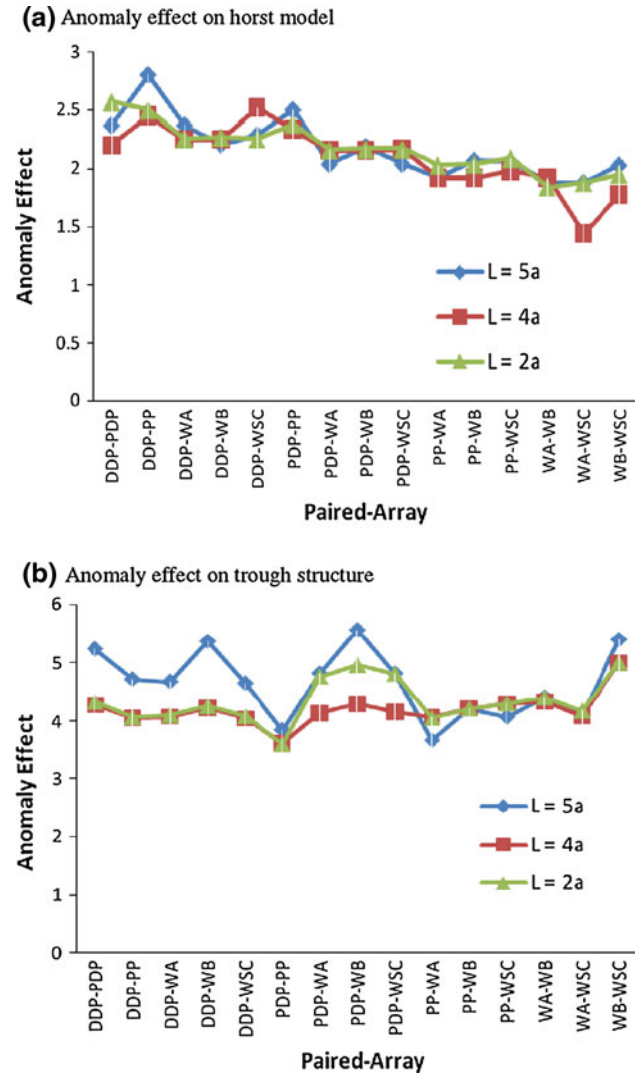 (a) Anomaly effect on horst model
3
2.5
2
1.5
1
0.5
0
Anomaly Effect
L = 5a
L = 4a
L = 2a
DDP-PDP
DDP-PP
DDP-WA
DDP-WB
DDP-WSC
PDP-PP
PDP-WA
PDP-WB
PDP-WSC
PP-WA
PP-WB
PP-WSC
WA-WB
WA-WSC
WB-WSC
Paired-Array
(b) Anomaly effect on trough structure
6
5
4
3
2
1
0
Anomaly Effect
L = 5a
L = 4a
L = 2a
DDP-PDP
DDP-PP
DDP-WA
DDP-WB
DDP-WSC
PDP-PP
PDP-WA
PDP-WB
PDP-WSC
PP-WA
PP-WB
PP-WSC
WA-WB
WA-WSC
WB-WSC
Paired-Array